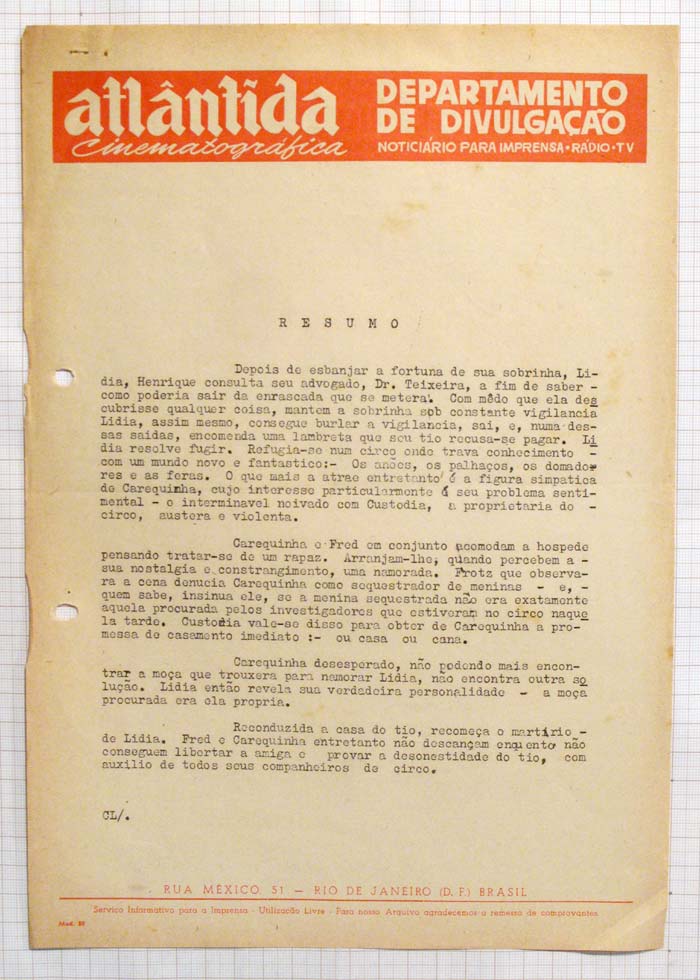 atlântida
Cinematográfica
DEPARTAMENTO
DE DIVULGAÇÃO
NOTICIÁRIO PARA IMPRENSA • RÁDIO • TV
R E S U M O
Depois de esbanjar a fortuna de sua sobrinha, Li-
dia, Henrique consulta seu advogado, Dr. Teixeira, a fim de saber -
como poderia sair da enrascada que se metera. Com mêdo que ela des
cubrisse qualquer coisa, mantem a sobrinha sob constante vigilancia
Lidia, assim mesmo, consegue burlar a vigilancia, sai, e, numa des-
sas saidas, encomenda uma lambreta que seu tio recusa-se pagar. Li
dia resolve fugir. Refugia-se num circo onde trava conhecimento -
com um mundo novo e fantastico:- Os anões, os palhaços, os domado
res e as feras. O que mais a atrae entretanto é a figura simpatica
de Carequinha, cujo interesse particularmente é seu problema senti-
mental - o interminavel noivado com Custodia, a proprietaria do -
circo, austera e violenta.
Carequinha e Fred em conjunto acomodam a hospede
pensando tratar-se de um rapaz. Arranjam-lhe, quando percebem a -
sua nostalgia e constrangimento, uma namorada. Frotz que observa-
ra a cena denucia Carequinha como sequestrador de meninas - e, -
quem sabe, insinua ele, se a menina sequestrada não era exatamente
aquela procurada pelos investigadores que estiveram no circo naque
la tarde. Custodia vale-se disso para obter de Carequinha a pro-
messa de casamento imediato :- ou casa ou cana.
Carequinha desesperado, não podendo mais encon-
trar a moça que trouxera para namorar Lidia, não encontra outra so
lução. Lidia então revela sua verdadeira personalidade - a moça
procurada era ela propria.
Reconduzida a casa do tio, recomeça o martirio -
de Lidia. Fred e Carequinha entretanto não descançam enquanto não
conseguem libertar a amiga e provar a desonestidade do tio, com
auxilio de todos seus companheiros de circo.
CL/.
RUA MÉXICO, 51 — RIO DE JANEIRO (D. F.) BRASIL
Serviço Informativo para a Imprensa - Utilização Livre - Para nosso Arquivo agradecemos a remessa de comprovantes
Mod. 58